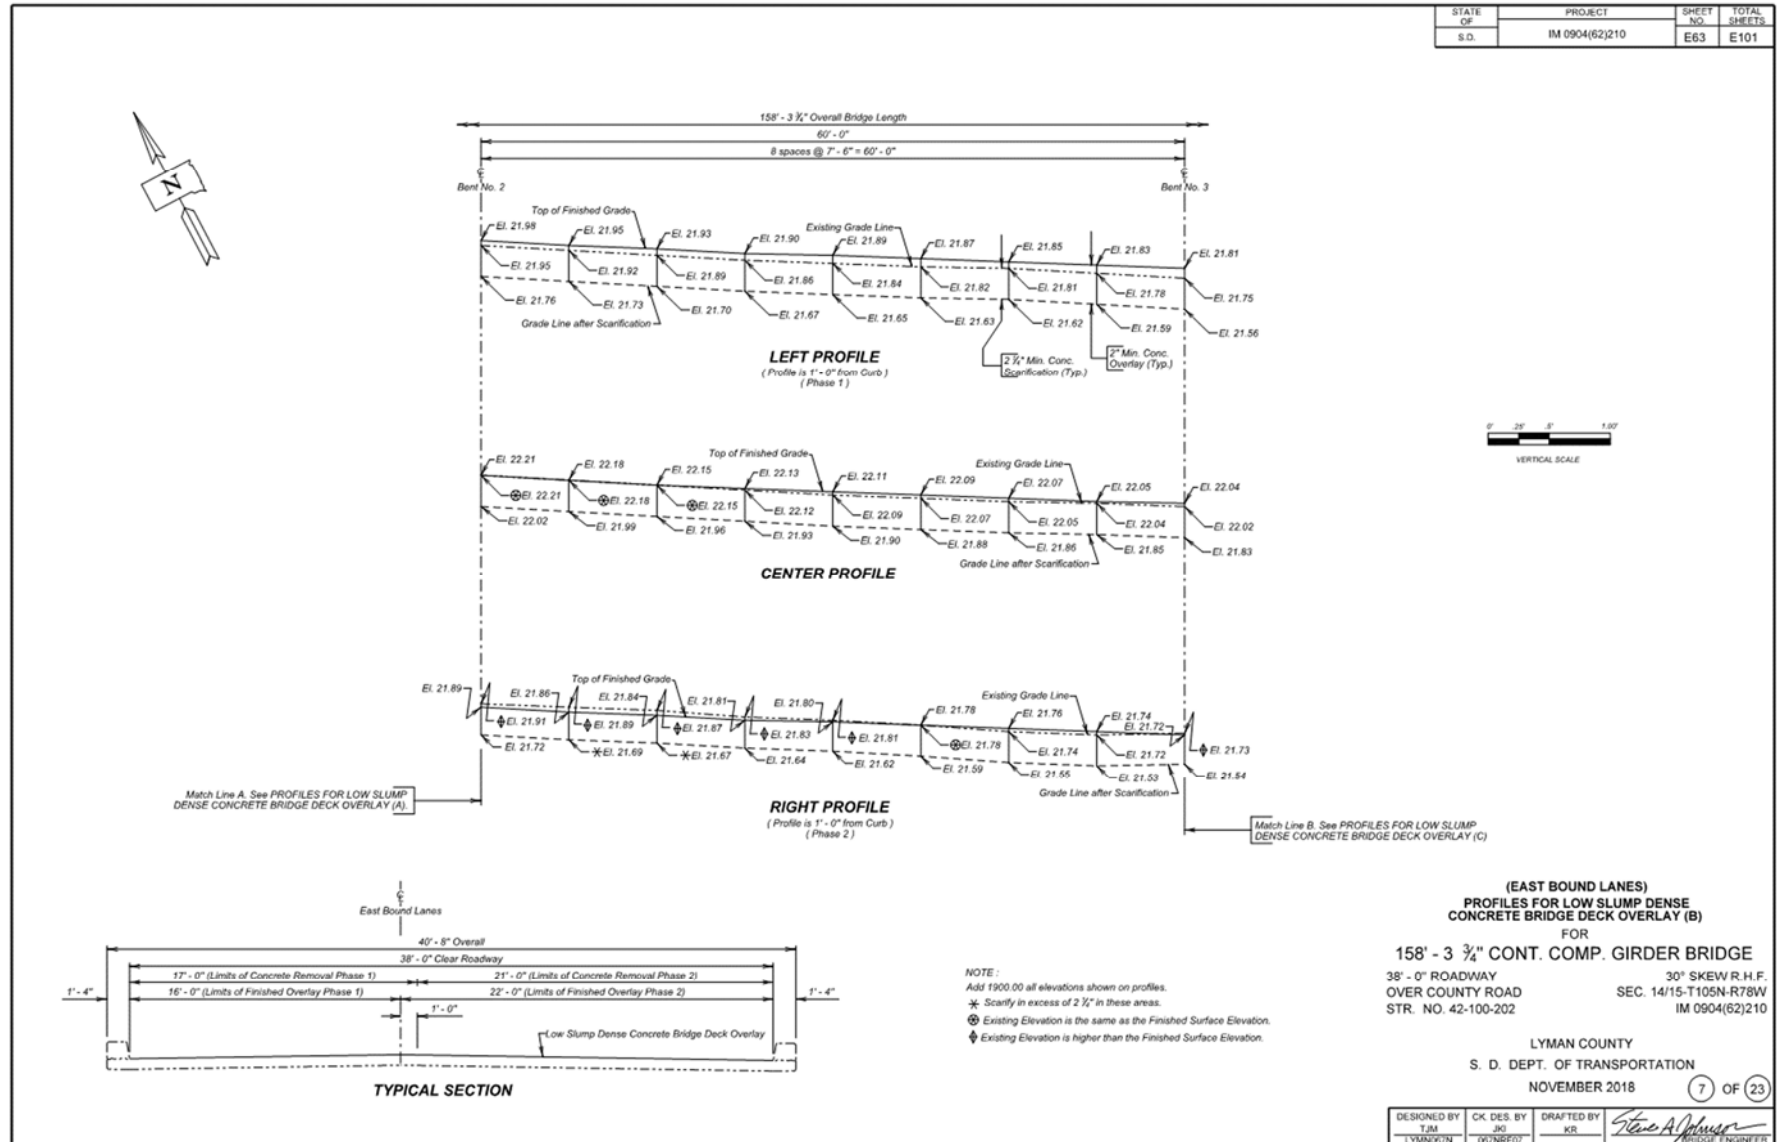 STATE OF
PROJECT
SHEET NO.
TOTAL SHEETS
S.D.
IM 0904(62)210
E63
E101
N
158' - 3 ¾" Overall Bridge Length
60' - 0"
8 spaces @ 7' - 6" = 60' - 0"
℄
Bent No. 2
℄
Bent No. 3
Top of Finished Grade
Existing Grade Line
El. 21.98
El. 21.95
El. 21.93
El. 21.90
El. 21.89
El. 21.87
El. 21.85
El. 21.83
El. 21.81
El. 21.95
El. 21.92
El. 21.89
El. 21.86
El. 21.84
El. 21.82
El. 21.81
El. 21.78
El. 21.75
El. 21.76
El. 21.73
El. 21.70
El. 21.67
El. 21.65
El. 21.63
El. 21.62
El. 21.59
El. 21.56
Grade Line after Scarification
LEFT PROFILE
( Profile is 1' - 0" from Curb )
( Phase 1 )
Min. Conc.
Scarification (Typ.)
2" Min. Conc.
Overlay (Typ.)
0' .25' .5' 1.00'
VERTICAL SCALE
Top of Finished Grade
Existing Grade Line
El. 22.21
El. 22.18
El. 22.15
El. 22.13
El. 22.11
El. 22.09
El. 22.07
El. 22.05
El. 22.04
El. 22.21
El. 22.18
El. 22.15
El. 22.12
El. 22.09
El. 22.07
El. 22.05
El. 22.04
El. 22.02
El. 22.02
El. 21.99
El. 21.96
El. 21.93
El. 21.90
El. 21.88
El. 21.86
El. 21.85
El. 21.83
Grade Line after Scarification
CENTER PROFILE
Top of Finished Grade
Existing Grade Line
El. 21.89
El. 21.86
El. 21.84
El. 21.81
El. 21.80
El. 21.78
El. 21.76
El. 21.74
El. 21.72
El. 21.91
El. 21.89
El. 21.87
El. 21.83
El. 21.81
El. 21.78
El. 21.74
El. 21.72
El. 21.73
El. 21.72
El. 21.69
El. 21.67
El. 21.64
El. 21.62
El. 21.59
El. 21.53
El. 21.54
Grade Line after Scarification
RIGHT PROFILE
( Profile is 1' - 0" from Curb )
( Phase 2 )
Match Line A. See PROFILES FOR LOW SLUMP
DENSE CONCRETE BRIDGE DECK OVERLAY (A).
Match Line B. See PROFILES FOR LOW SLUMP
DENSE CONCRETE BRIDGE DECK OVERLAY (C)
℄
East Bound Lanes
40' - 8" Overall
38' - 0" Clear Roadway
17' - 0" (Limits of Concrete Removal Phase 1)
21' - 0" (Limits of Concrete Removal Phase 2)
1' - 4"
16' - 0" (Limits of Finished Overlay Phase 1)
22' - 0" (Limits of Finished Overlay Phase 2)
1' - 4"
1' - 0"
Low Slump Dense Concrete Bridge Deck Overlay
TYPICAL SECTION
NOTE :
Add 1900.00 all elevations shown on profiles.
Scarify in excess of in these areas.
Existing Elevation is the same as the Finished Surface Elevation.
Existing Elevation is higher than the Finished Surface Elevation.
(EAST BOUND LANES)
PROFILES FOR LOW SLUMP DENSE
CONCRETE BRIDGE DECK OVERLAY (B)
FOR
158' - 3 ¾" CONT. COMP. GIRDER BRIDGE
38' - 0" ROADWAY 30° SKEW R.H.F.
OVER COUNTY ROAD SEC. 14/15-T105N-R78W
STR. NO. 42-100-202 IM 0904(62)210
LYMAN COUNTY
S. D. DEPT. OF TRANSPORTATION
NOVEMBER 2018
7 OF 23
DESIGNED BY
TJM
CK. DES. BY
JKI
DRAFTED BY
KR
Steve A Johnson
BRIDGE ENGINEER